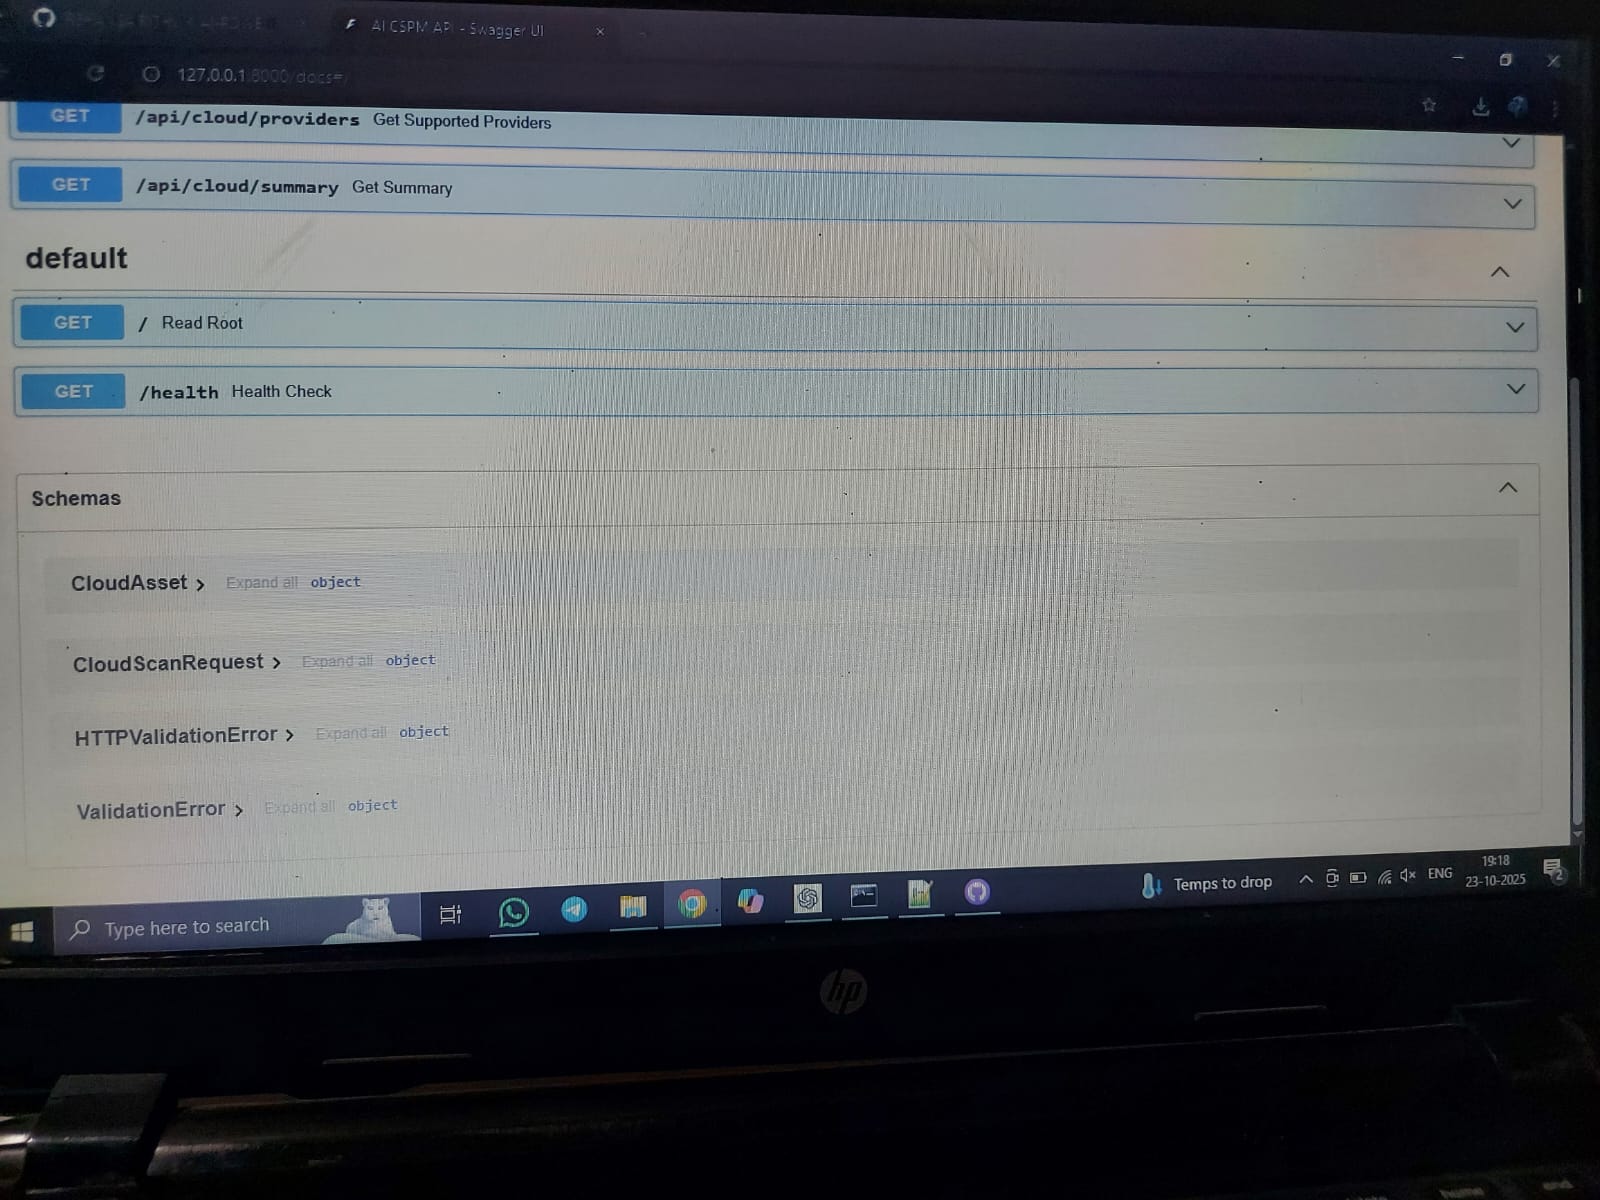 AI CSPM API - Swagger UI
127.0.0.1:8000/docs#/
GET /api/cloud/providers Get Supported Providers
GET /api/cloud/summary Get Summary
default
GET / Read Root
GET /health Health Check
Schemas
CloudAsset Expand all object
CloudScanRequest Expand all object
HTTPValidationError Expand all object
ValidationError Expand all object
Type here to search
Temps to drop
ENG
19:18
23-10-2025
2
hp